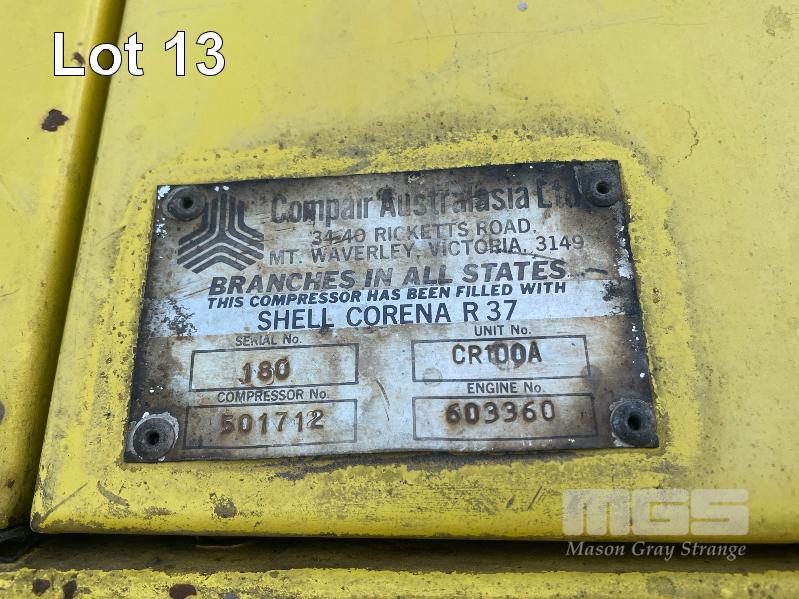 Lot 13
Compair Australasia Ltd
34-40 RICKETTS ROAD,
MT. WAVERLEY, VICTORIA, 3149
BRANCHES IN ALL STATES
THIS COMPRESSOR HAS BEEN FILLED WITH
SHELL CORENA R 37
SERIAL No. UNIT No.
180 CR100A
COMPRESSOR No. ENGINE No.
501712 603360
MGS
Mason Gray Strange